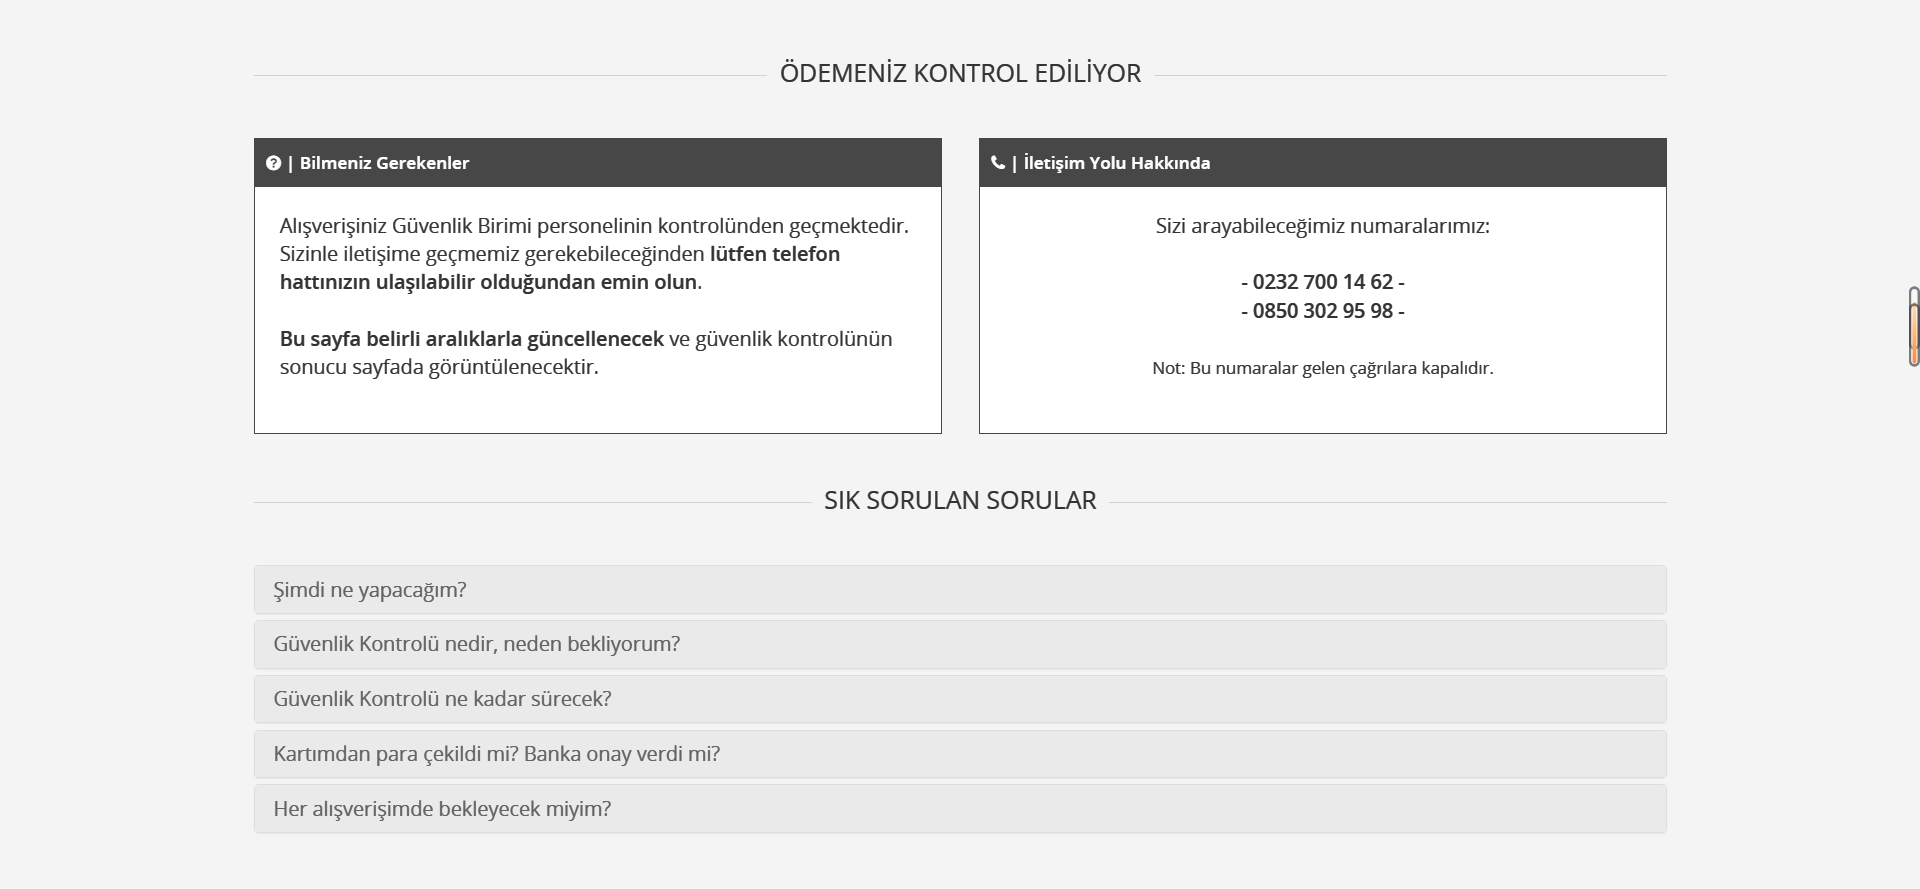 ÖDEMENİZ KONTROL EDİLİYOR
| Bilmeniz Gerekenler
Alışverişiniz Güvenlik Birimi personelinin kontrolünden geçmektedir.
Sizinle iletişime geçmemiz gerekebileceğinden lütfen telefon
hattınızın ulaşılabilir olduğundan emin olun.
Bu sayfa belirli aralıklarla güncellenecek ve güvenlik kontrolünün
sonucu sayfada görüntülenecektir.
| İletişim Yolu Hakkında
Sizi arayabileceğimiz numaralarımız:
- 0232 700 14 62 -
- 0850 302 95 98 -
Not: Bu numaralar gelen çağrılara kapalıdır.
SIK SORULAN SORULAR
Şimdi ne yapacağım?
Güvenlik Kontrolü nedir, neden bekliyorum?
Güvenlik Kontrolü ne kadar sürecek?
Kartımdan para çekildi mi? Banka onay verdi mi?
Her alışverişimde bekleyecek miyim?